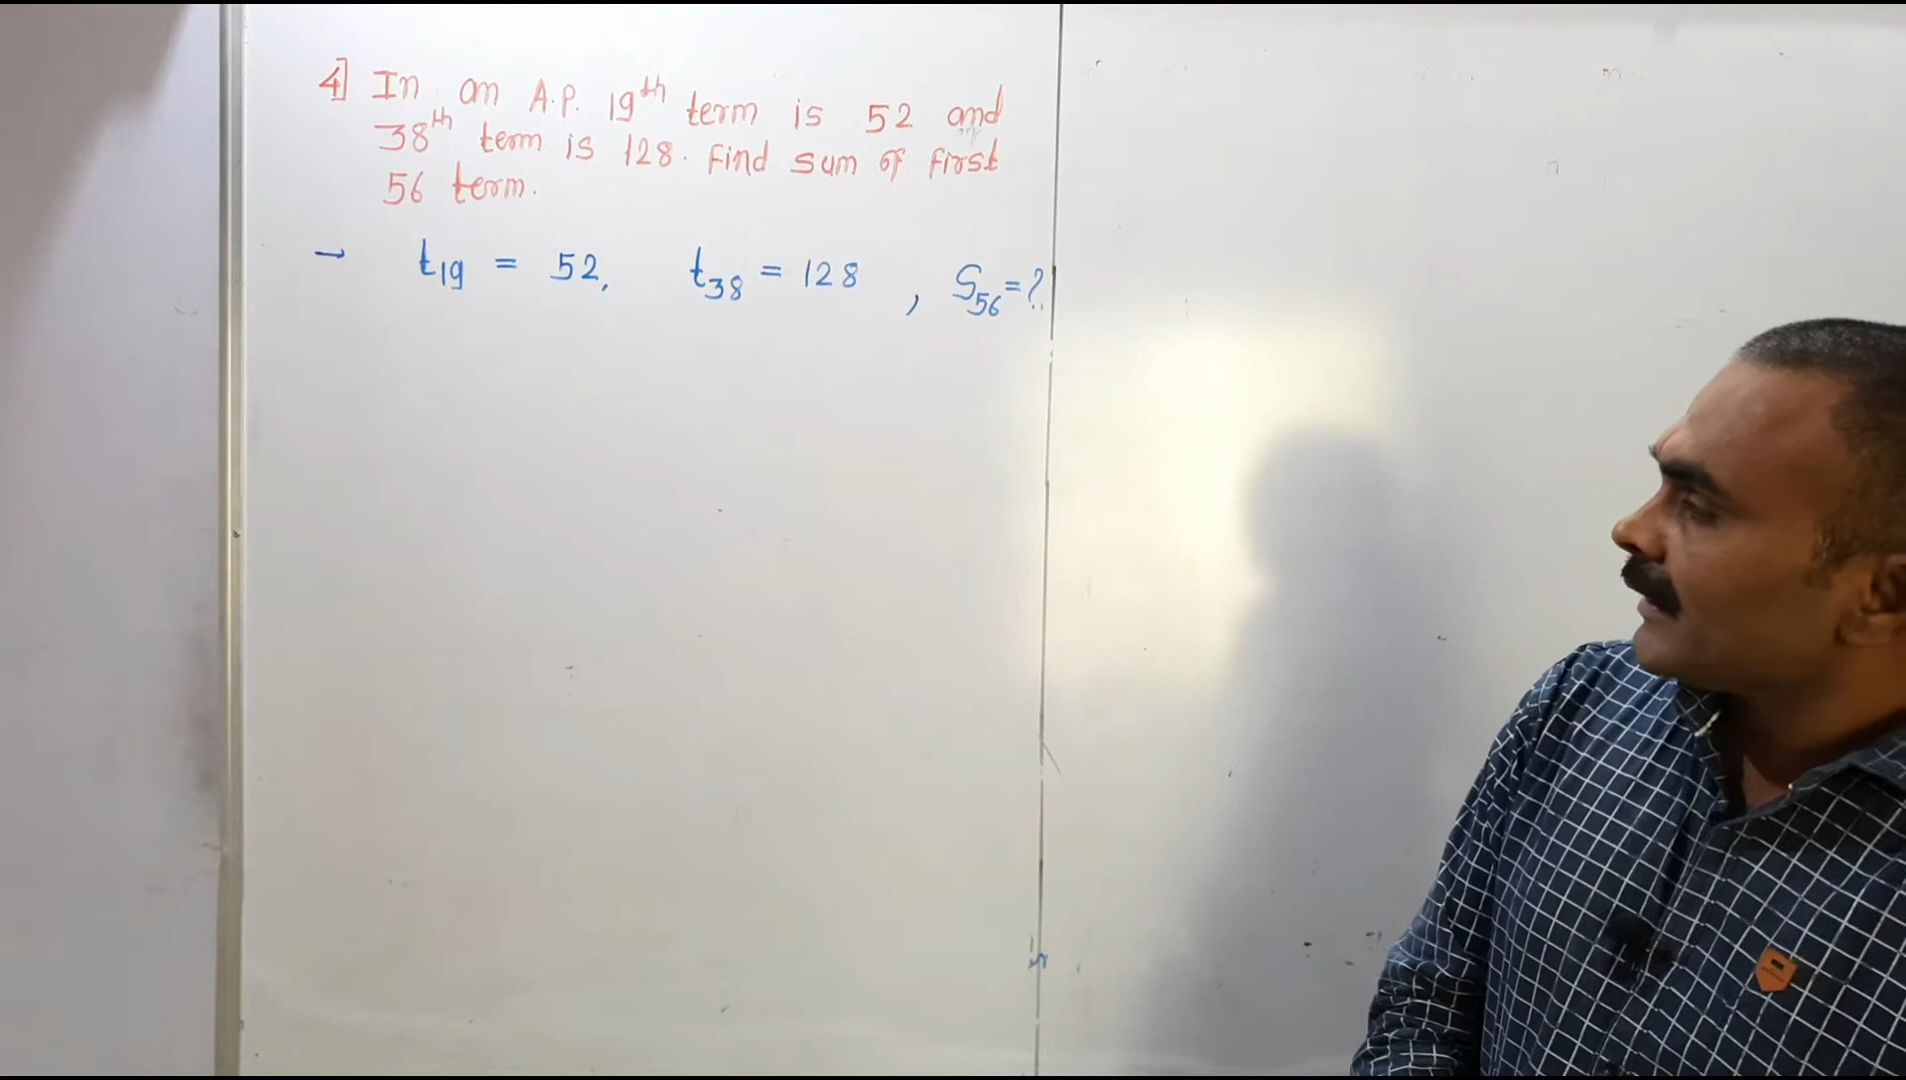 4] In an A.P. 19th term is 52 and
38th term is 128. Find sum of first
56 term.
→ t19 = 52, t38 = 128 , S56 = ?